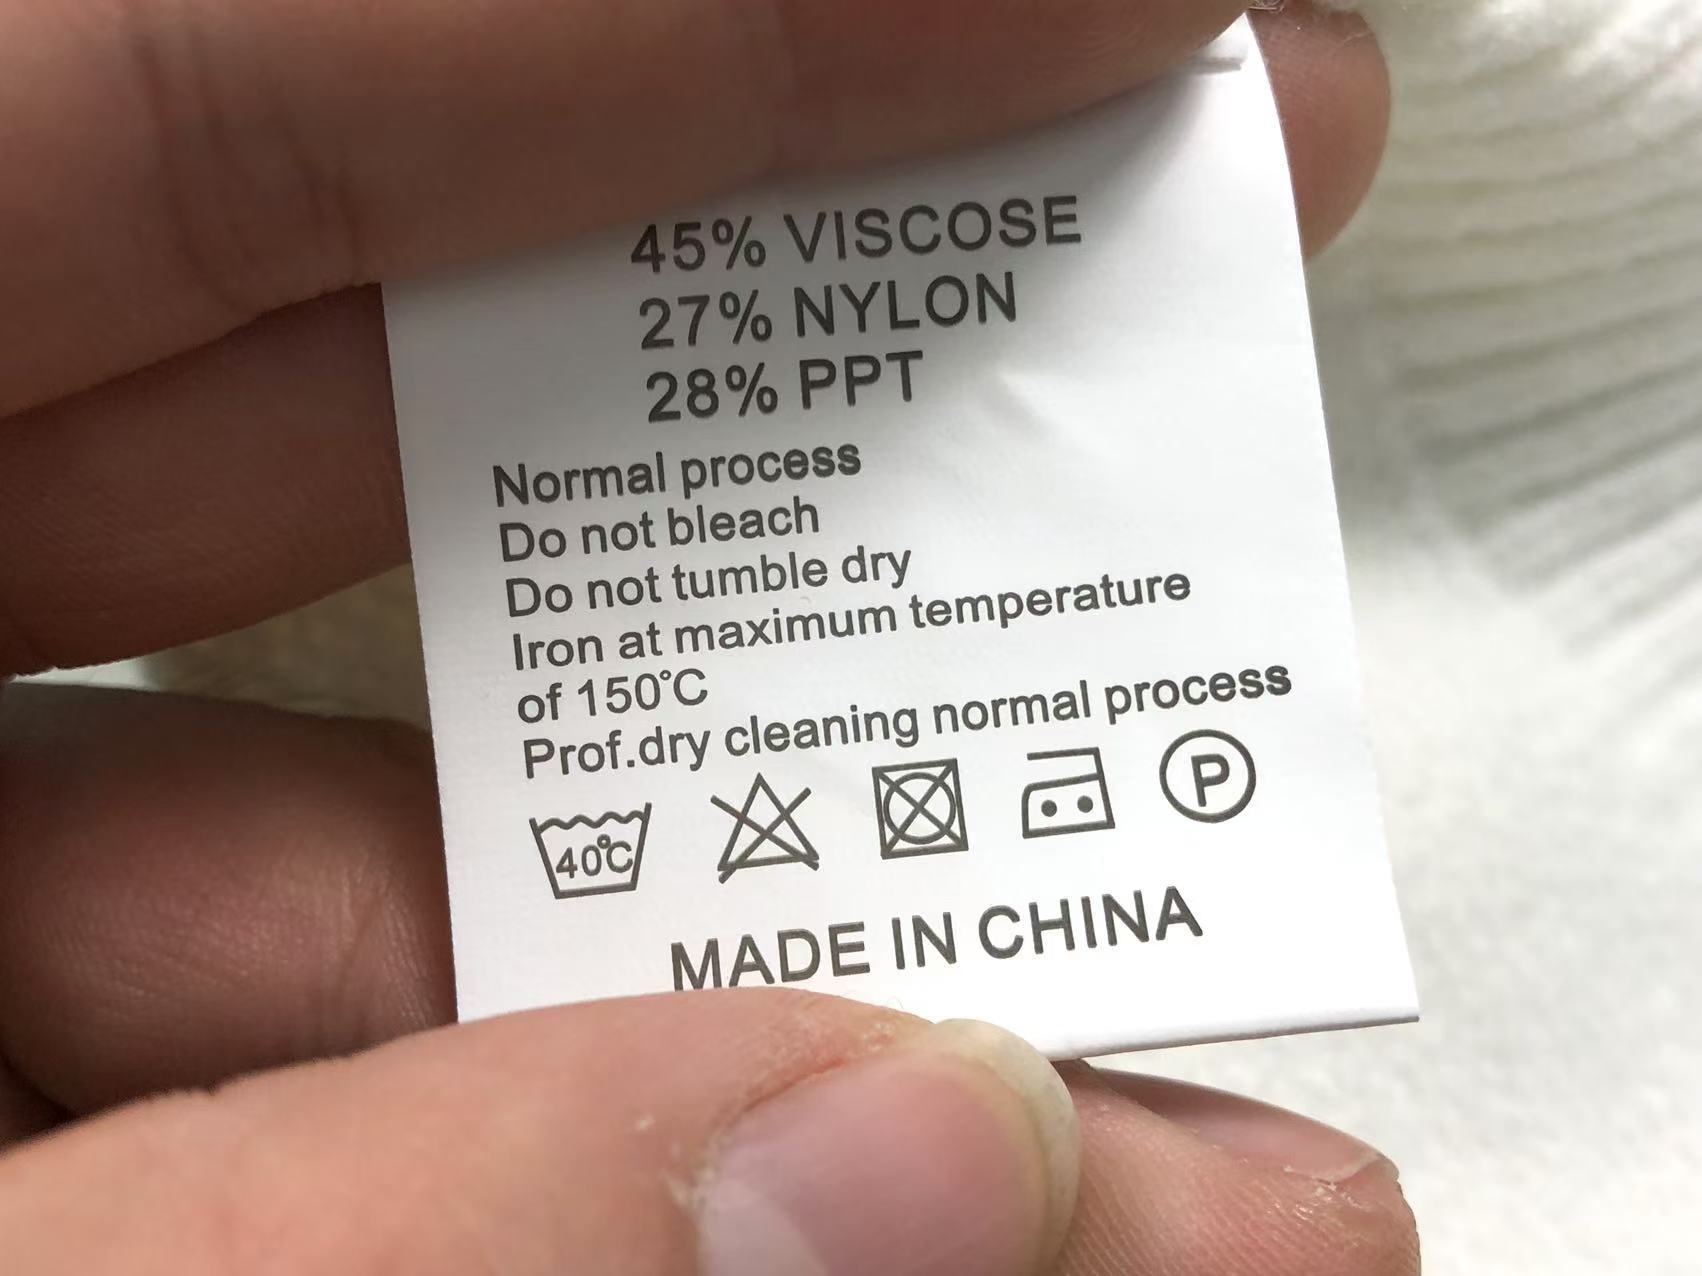 45% VISCOSE
27% NYLON
28% PPT
Normal process
Do not bleach
Do not tumble dry
Iron at maximum temperature
of 150°C
Prof.dry cleaning normal process
40℃ P
MADE IN CHINA